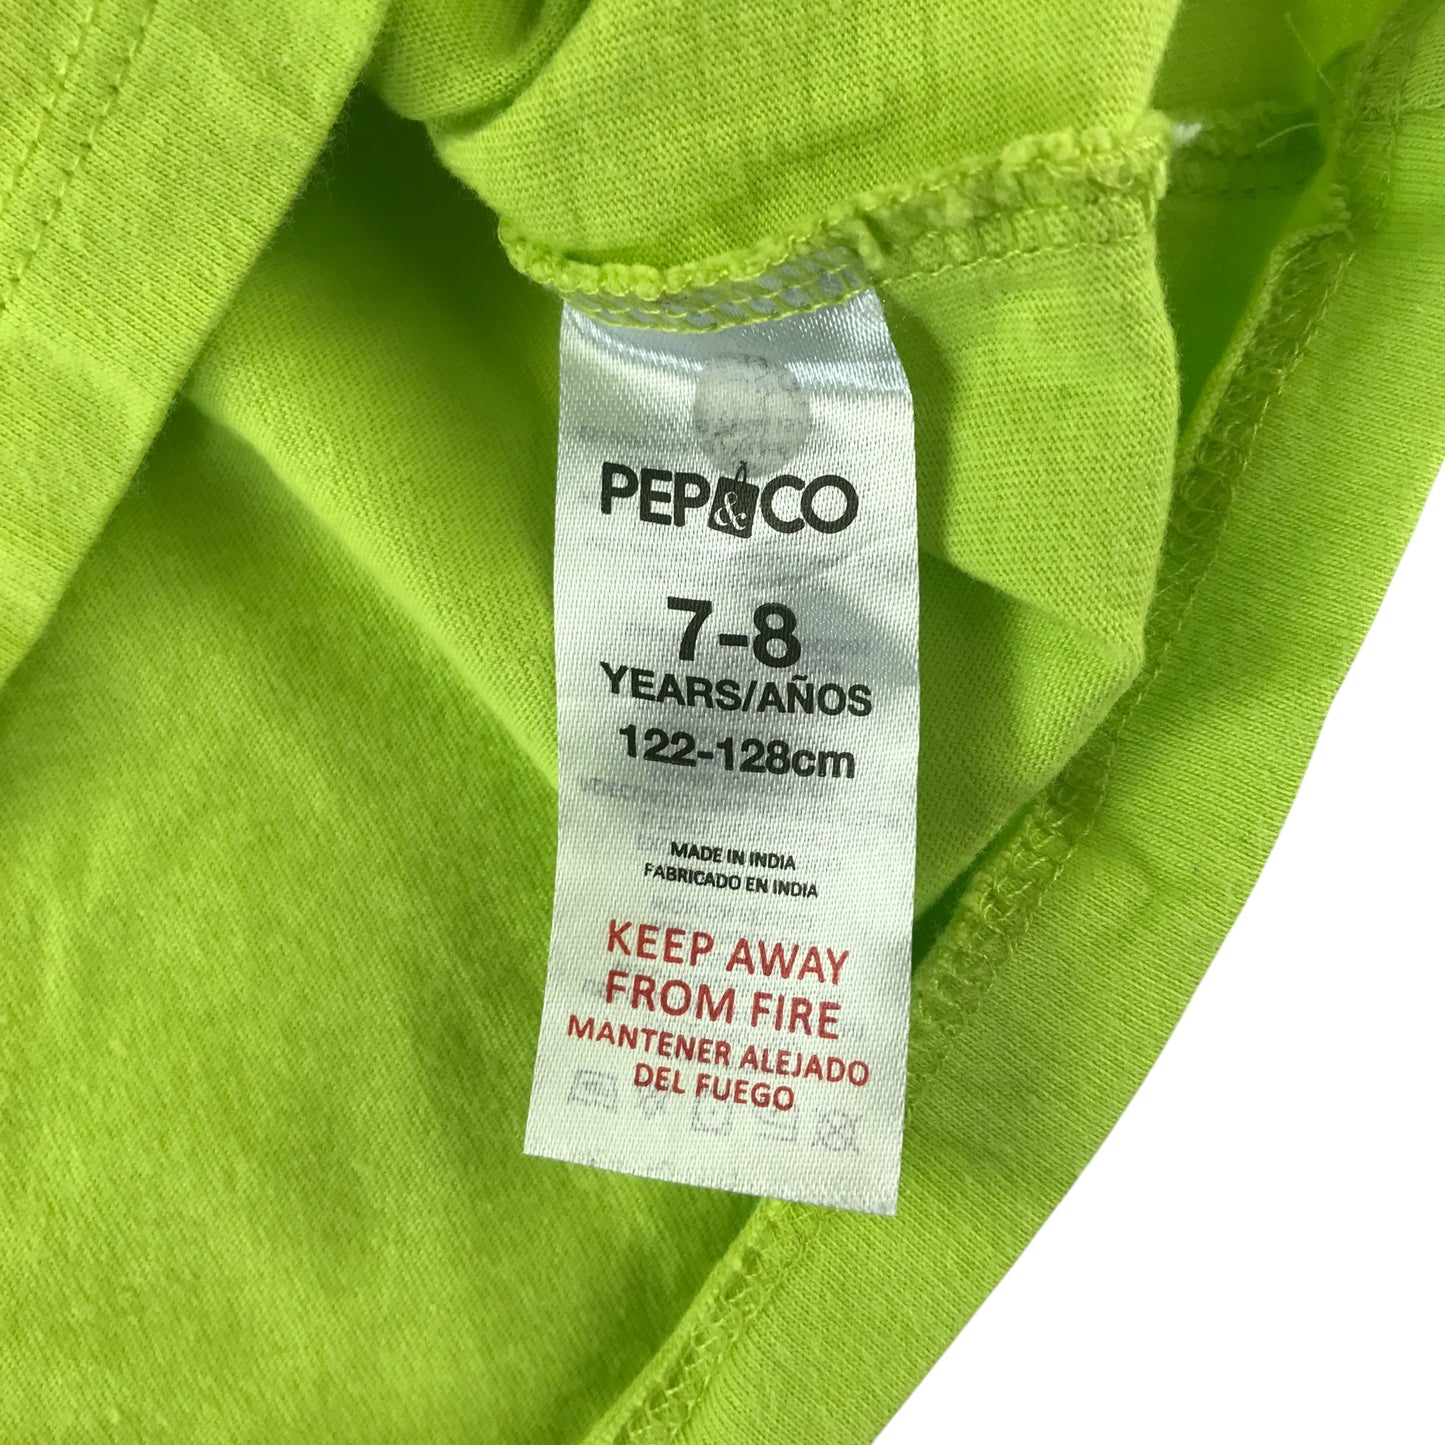 PEP&CO
7-8
YEARS/AÑOS
122-128cm
MADE IN INDIA
FABRICADO EN INDIA
KEEP AWAY
FROM FIRE
MANTENER ALEJADO
DEL FUEGO